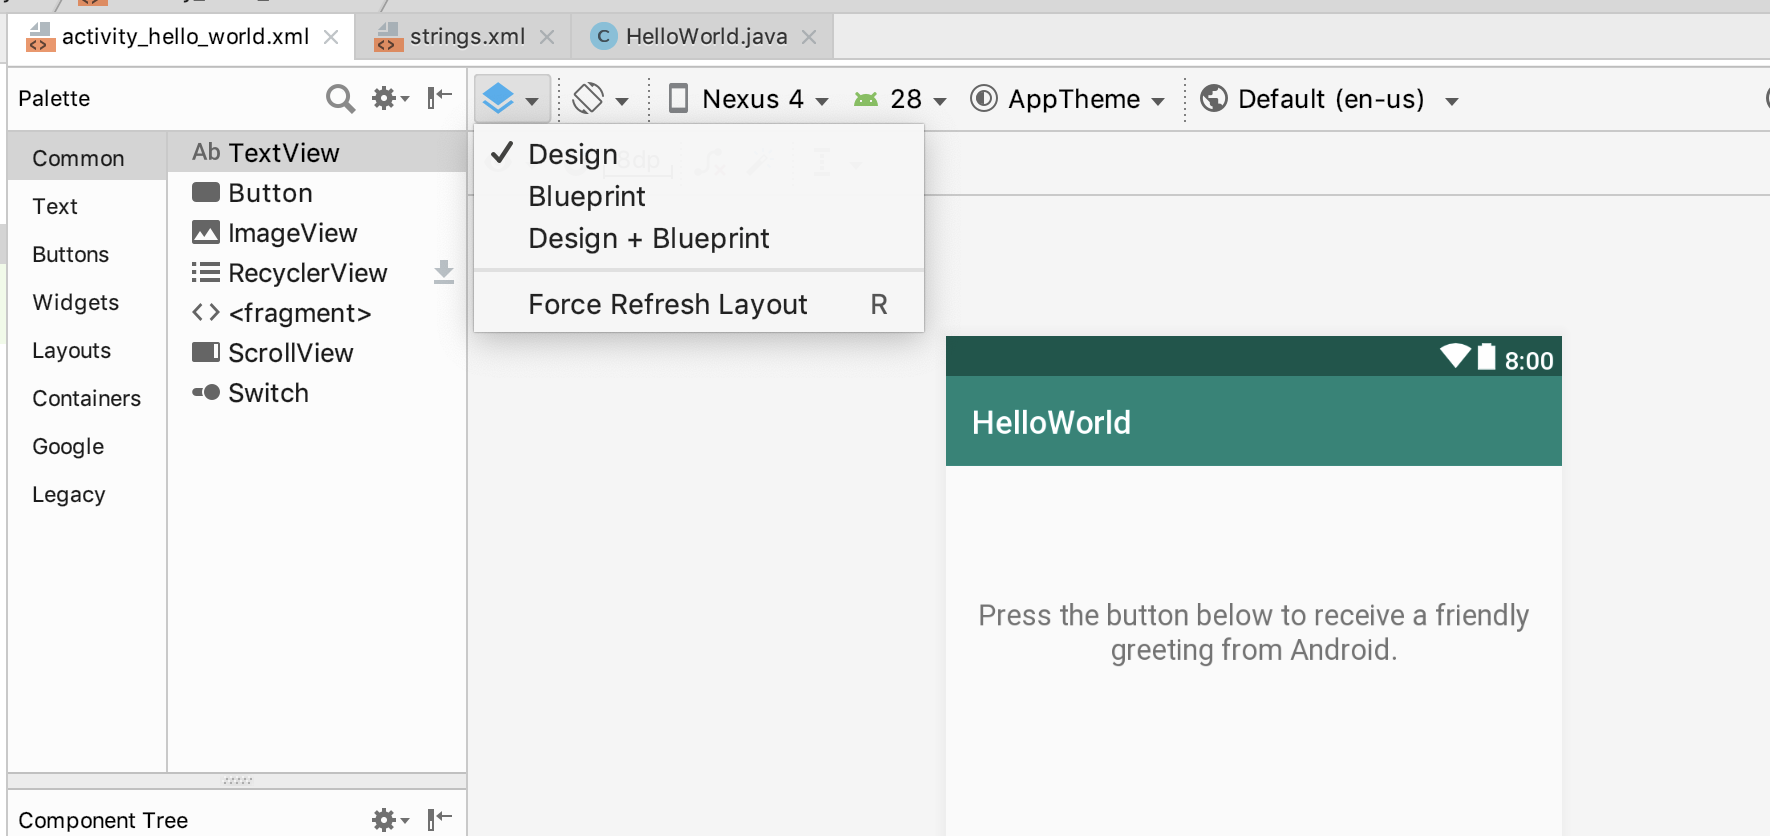 activity_hello_world.xml strings.xml C HelloWorld.java
Palette
Nexus 4 28 AppTheme Default (en-us)
Common
Text
Buttons
Widgets
Layouts
Containers
Google
Legacy
Ab TextView
Button
ImageView
RecyclerView
<fragment>
ScrollView
Switch
Design
Blueprint
Design + Blueprint
Force Refresh Layout R
8:00
HelloWorld
Press the button below to receive a friendly
greeting from Android.
Component Tree